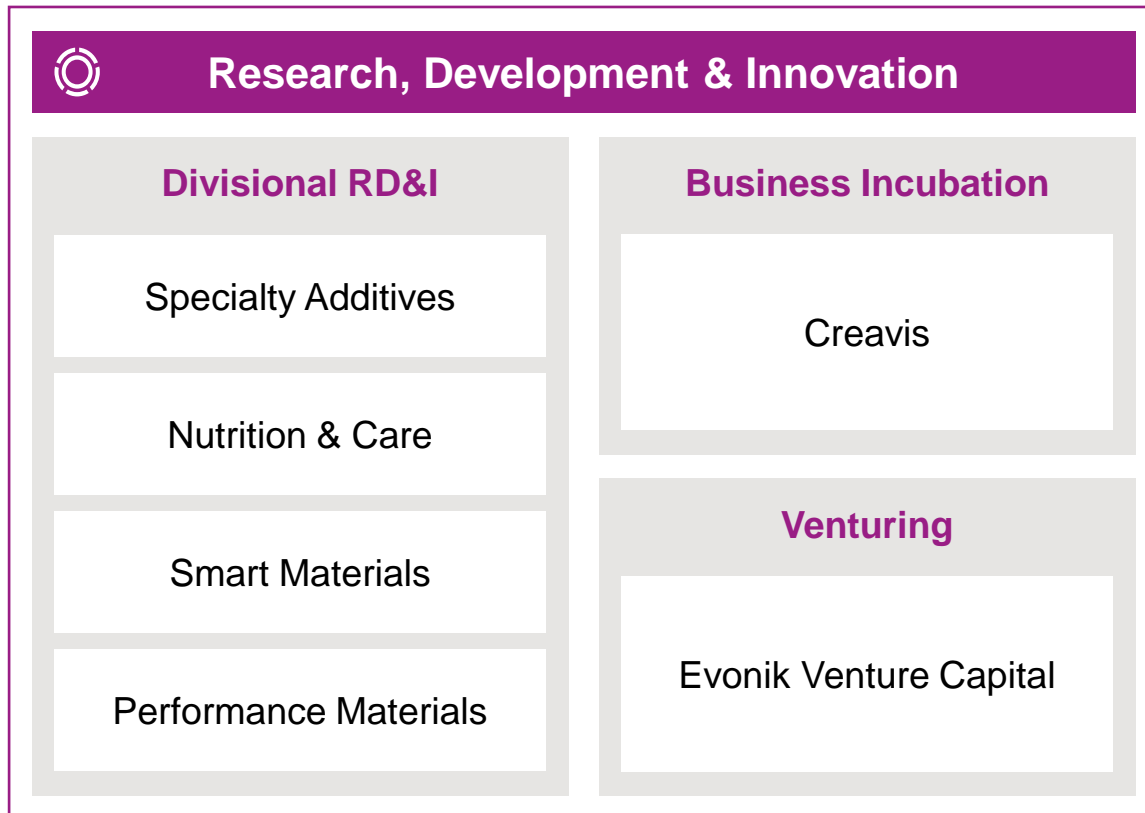 Research, Development & Innovation
Divisional RD&I
Specialty Additives
Nutrition & Care
Smart Materials
Performance Materials
Business Incubation
Creavis
Venturing
Evonik Venture Capital